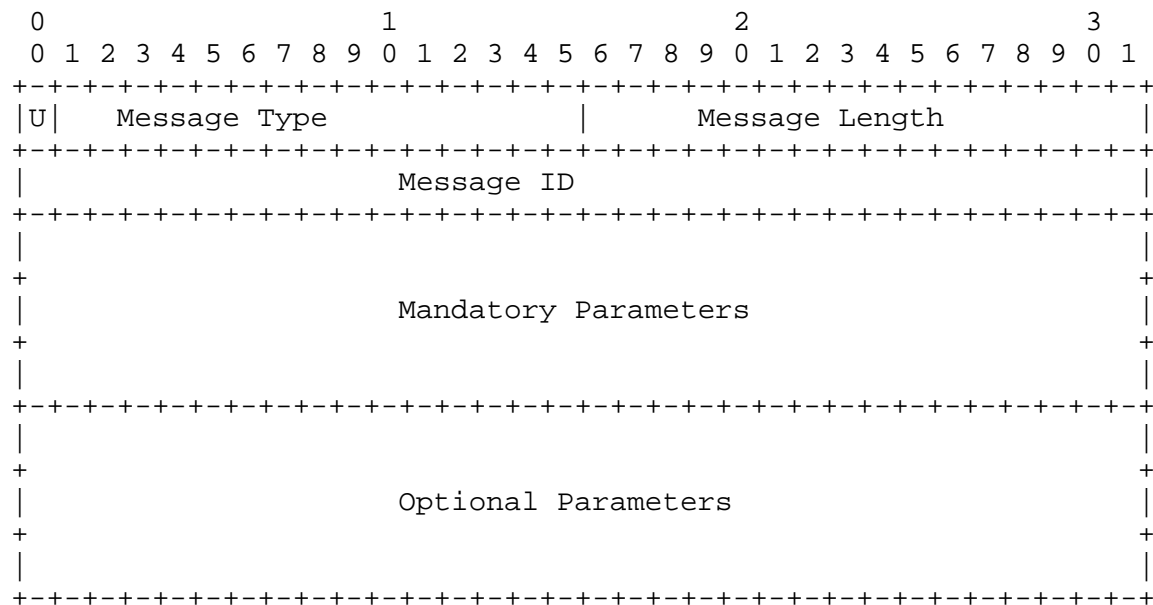 0                   1                   2                   3
 0 1 2 3 4 5 6 7 8 9 0 1 2 3 4 5 6 7 8 9 0 1 2 3 4 5 6 7 8 9 0 1
+-+-+-+-+-+-+-+-+-+-+-+-+-+-+-+-+-+-+-+-+-+-+-+-+-+-+-+-+-+-+-+-+
|U|   Message Type              |      Message Length           |
+-+-+-+-+-+-+-+-+-+-+-+-+-+-+-+-+-+-+-+-+-+-+-+-+-+-+-+-+-+-+-+-+
|                     Message ID                                |
+-+-+-+-+-+-+-+-+-+-+-+-+-+-+-+-+-+-+-+-+-+-+-+-+-+-+-+-+-+-+-+-+
|                                                               |
+                                                               +
|                     Mandatory Parameters                      |
+                                                               +
|                                                               |
+-+-+-+-+-+-+-+-+-+-+-+-+-+-+-+-+-+-+-+-+-+-+-+-+-+-+-+-+-+-+-+-+
|                                                               |
+                                                               +
|                     Optional Parameters                       |
+                                                               +
|                                                               |
+-+-+-+-+-+-+-+-+-+-+-+-+-+-+-+-+-+-+-+-+-+-+-+-+-+-+-+-+-+-+-+-+